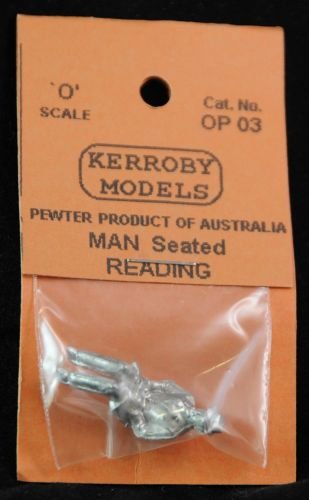 'O'
SCALE
Cat. No.
OP 03
KERROBY
MODELS
PEWTER PRODUCT OF AUSTRALIA
MAN Seated
READING